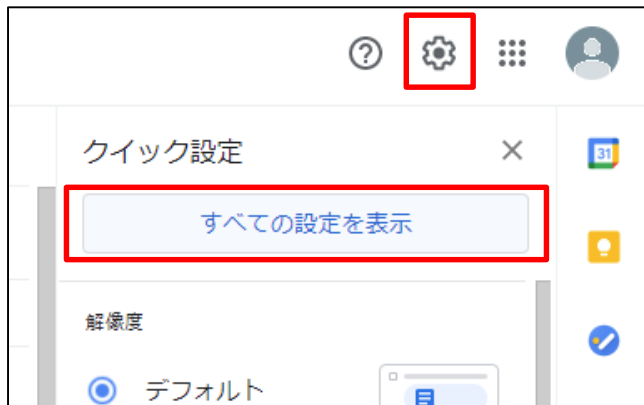 クイック設定
31
すべての設定を表示
解像度
デフォルト